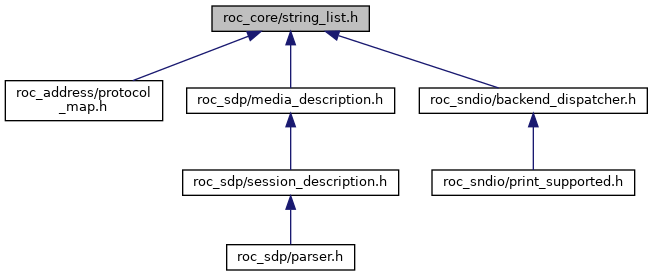 roc_core/string_list.h
roc_address/protocol
_map.h
roc_sdp/media_description.h
roc_sndio/backend_dispatcher.h
roc_sdp/session_description.h
roc_sndio/print_supported.h
roc_sdp/parser.h